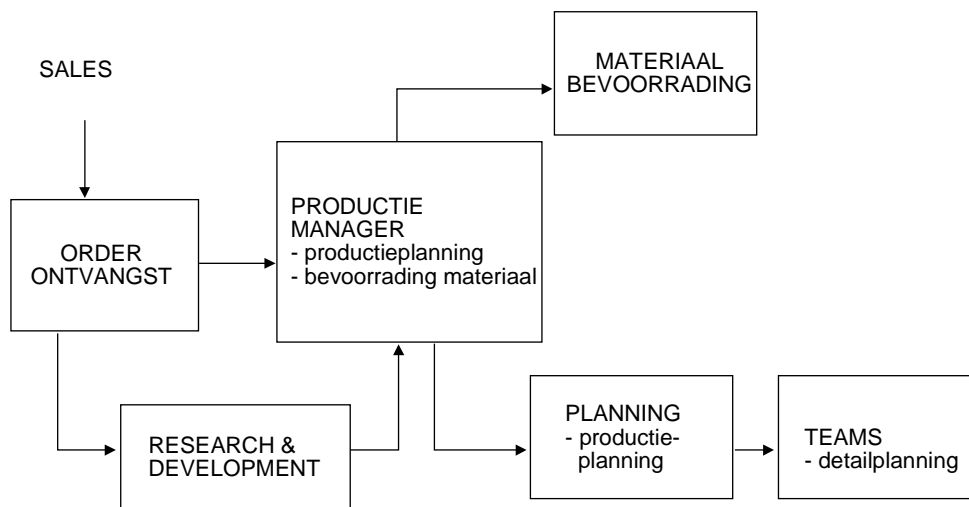 SALES
MATERIAAL
BEVOORRADING
ORDER
ONTVANGST
PRODUCTIE
MANAGER
- productieplanning
- bevoorrading materiaal
RESEARCH &
DEVELOPMENT
PLANNING
- productie-
planning
TEAMS
- detailplanning